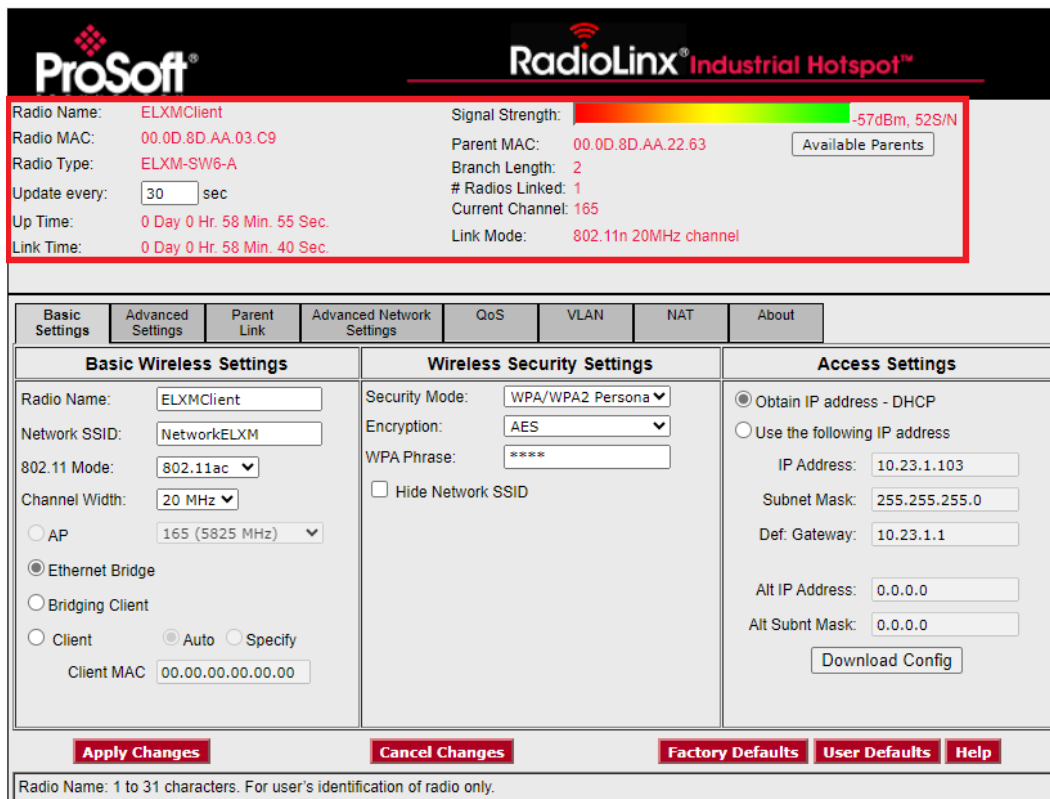 ProSoft®
RadioLinx® Industrial Hotspot™
Radio Name: ELXMClient
Radio MAC: 00.0D.8D.AA.03.C9
Radio Type: ELXM-SW6-A
Update every: 30 sec
Up Time: 0 Day 0 Hr. 58 Min. 55 Sec.
Link Time: 0 Day 0 Hr. 58 Min. 40 Sec.
Signal Strength: -57dBm, 52S/N
Parent MAC: 00.0D.8D.AA.22.63 Available Parents
Branch Length: 2
# Radios Linked: 1
Current Channel: 165
Link Mode: 802.11n 20MHz channel
Basic Settings
Advanced Settings
Parent Link
Advanced Network Settings
QoS
VLAN
NAT
About
Basic Wireless Settings
Radio Name: ELXMClient
Network SSID: NetworkELXM
802.11 Mode: 802.11ac
Channel Width: 20 MHz
AP 165 (5825 MHz)
Ethernet Bridge
Bridging Client
Client Auto Specify
Client MAC 00.00.00.00.00.00
Wireless Security Settings
Security Mode: WPA/WPA2 Persona
Encryption: AES
WPA Phrase: ****
Hide Network SSID
Access Settings
Obtain IP address - DHCP
Use the following IP address
IP Address: 10.23.1.103
Subnet Mask: 255.255.255.0
Def: Gateway: 10.23.1.1
Alt IP Address: 0.0.0.0
Alt Subnt Mask: 0.0.0.0
Download Config
Apply Changes Cancel Changes Factory Defaults User Defaults Help
Radio Name: 1 to 31 characters. For user's identification of radio only.